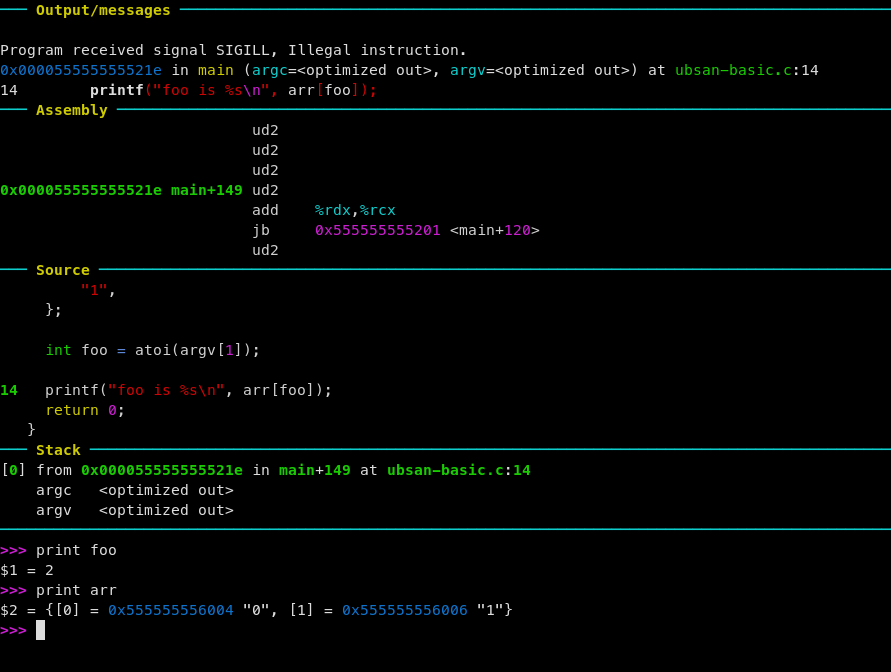 Output/messages
Program received signal SIGILL, Illegal instruction.
0x000055555555521e in main (argc=<optimized out>, argv=<optimized out>) at ubsan-basic.c:14
14        printf("foo is %s\n", arr[foo]);
Assembly
ud2
ud2
ud2
0x000055555555521e main+149 ud2
add    %rdx,%rcx
jb     0x555555555201 <main+120>
ud2
Source
"1",
};
int foo = atoi(argv[1]);
14   printf("foo is %s\n", arr[foo]);
return 0;
}
Stack
[0] from 0x000055555555521e in main+149 at ubsan-basic.c:14
argc   <optimized out>
argv   <optimized out>
>>> print foo
$1 = 2
>>> print arr
$2 = {[0] = 0x555555556004 "0", [1] = 0x555555556006 "1"}
>>>